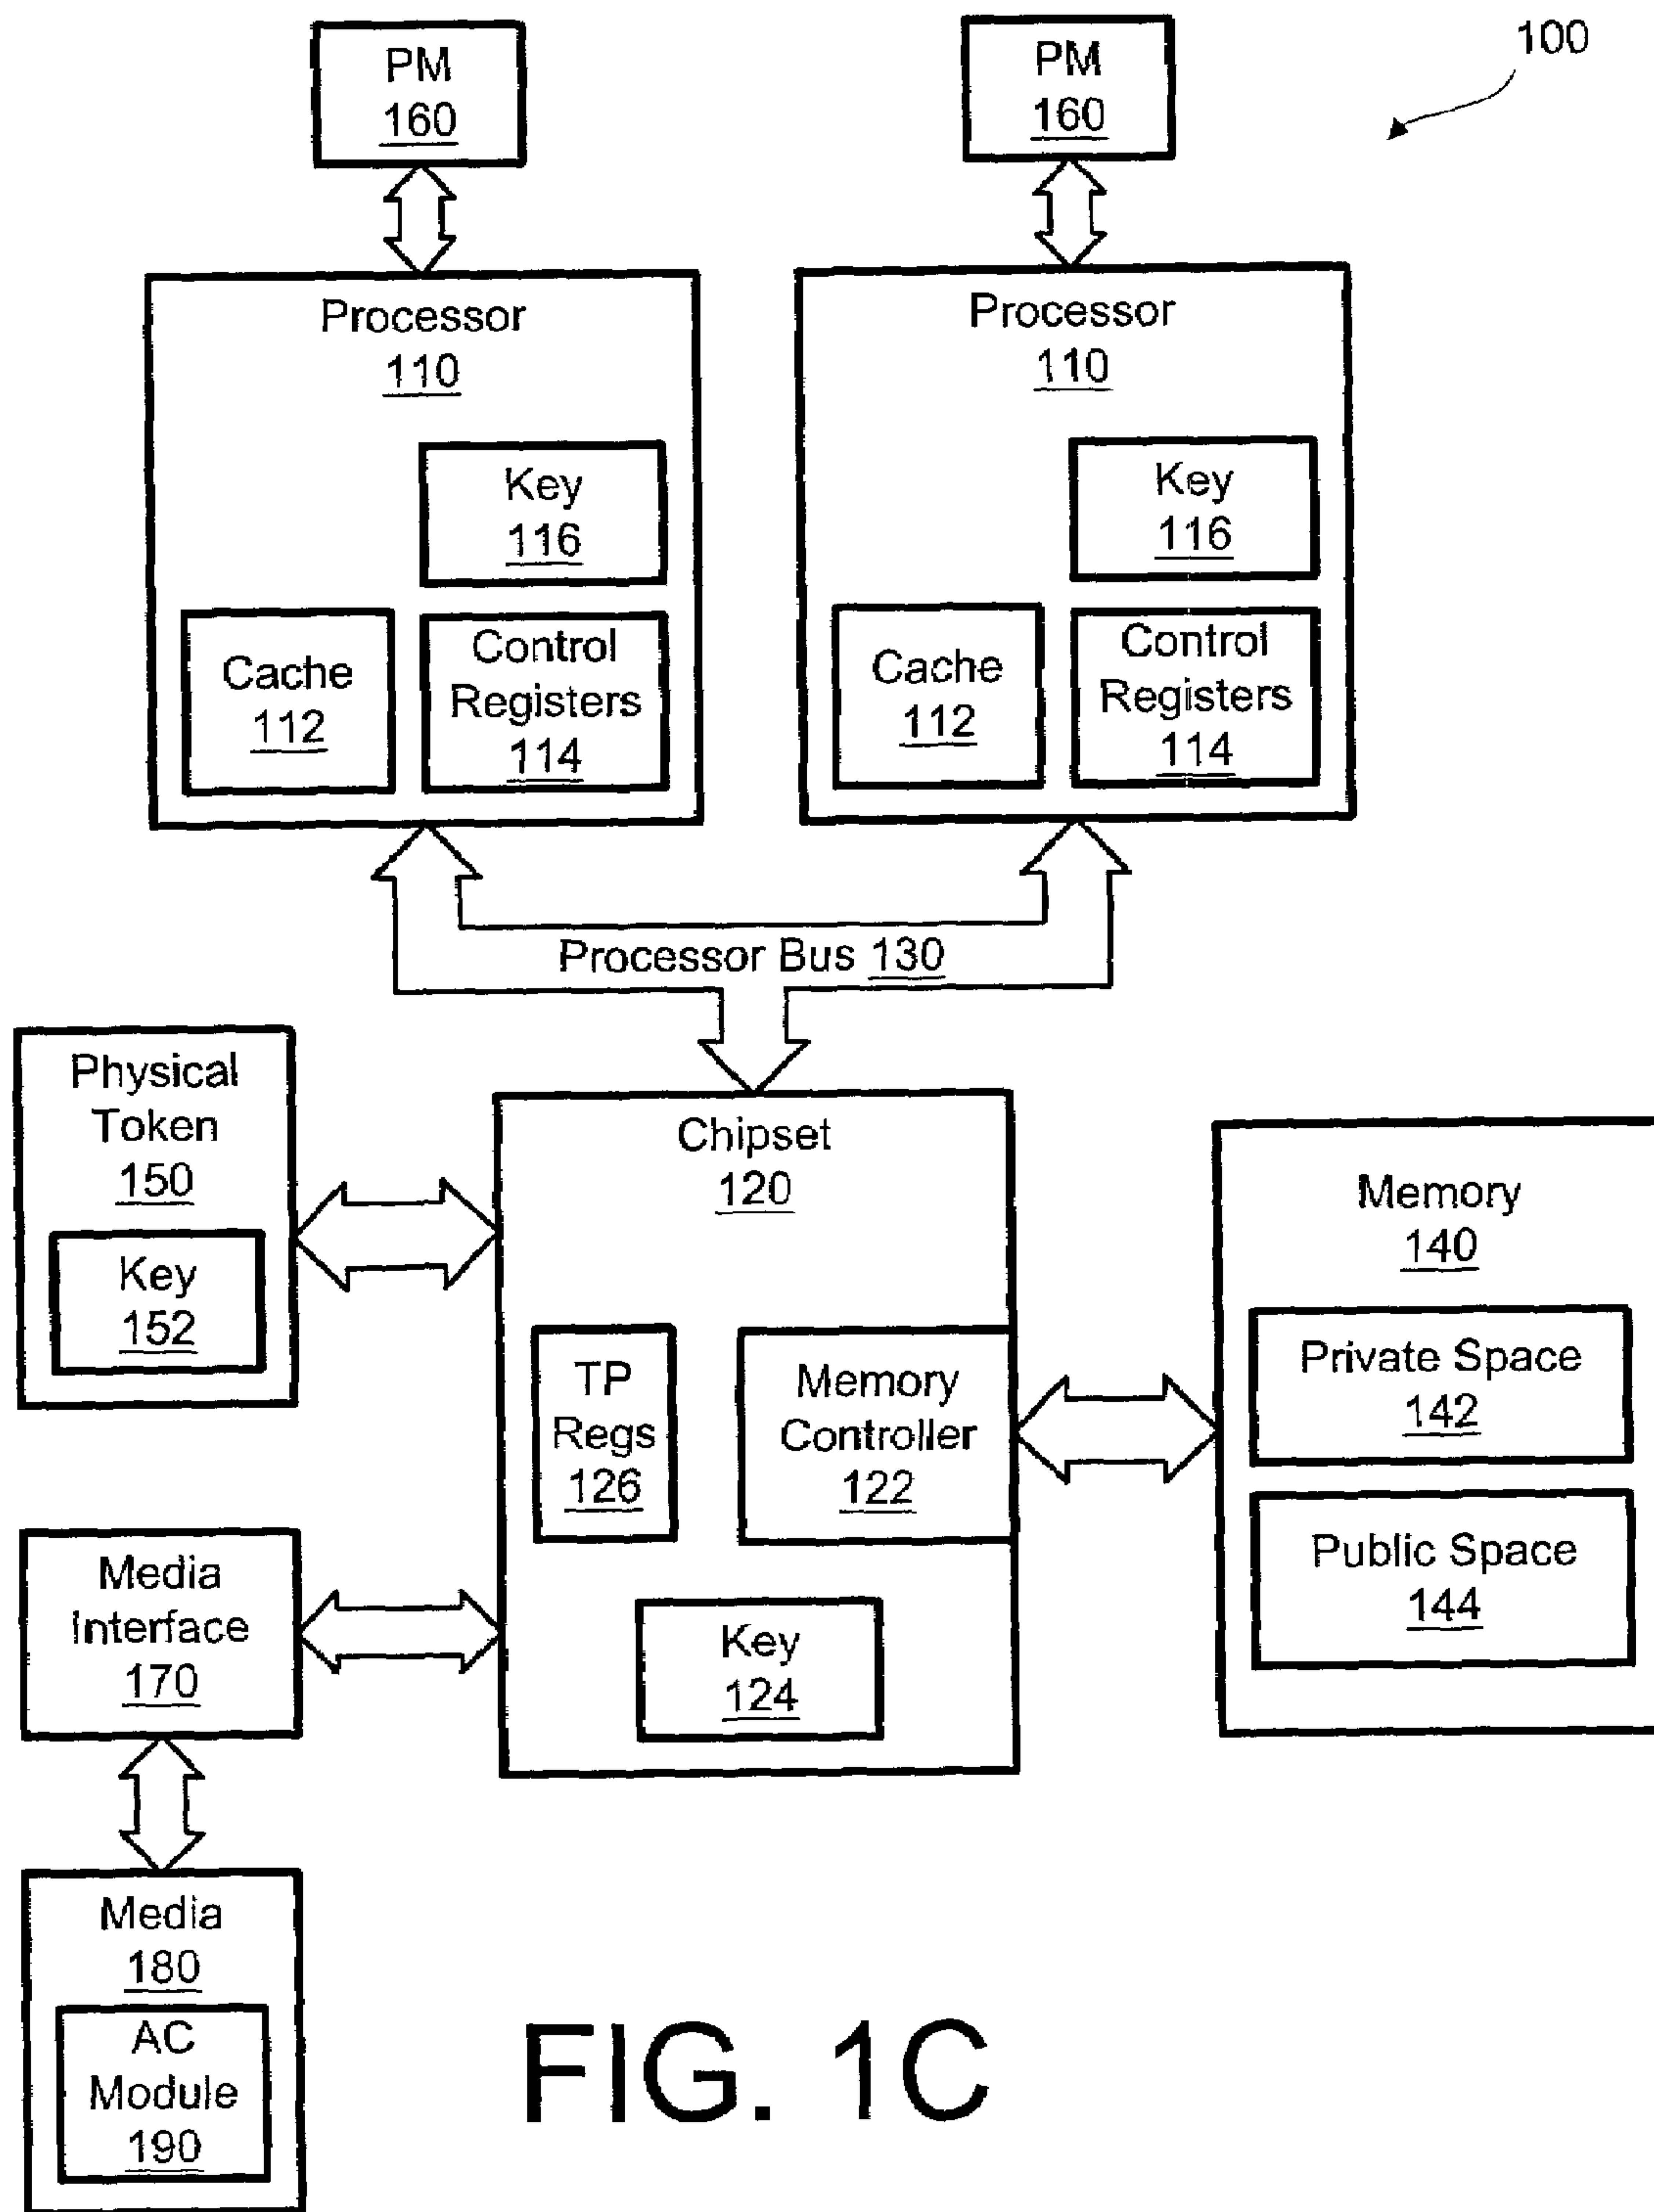 100
PM
160
PM
160
Processor
110
Key
116
Cache
112
Control
Registers
114
Processor
110
Key
116
Cache
112
Control
Registers
114
Processor Bus 130
Physical
Token
150
Key
152
Chipset
120
TP
Regs
126
Memory
Controller
122
Key
124
Memory
140
Private Space
142
Public Space
144
Media
Interface
170
Media
180
AC
Module
190
FIG. 1C